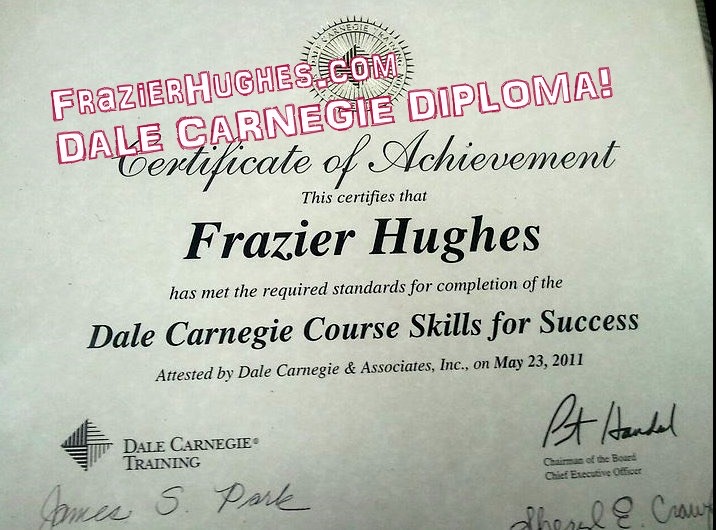 FRAZIERHUGHES.COM
DALE CARNEGIE DIPLOMA!
Certificate of Achievement
This certifies that
Frazier Hughes
has met the required standards for completion of the
Dale Carnegie Course Skills for Success
Attested by Dale Carnegie & Associates, Inc., on May 23, 2011
DALE CARNEGIE®
TRAINING
Chairman of the Board
Chief Executive Officer
James S. Park